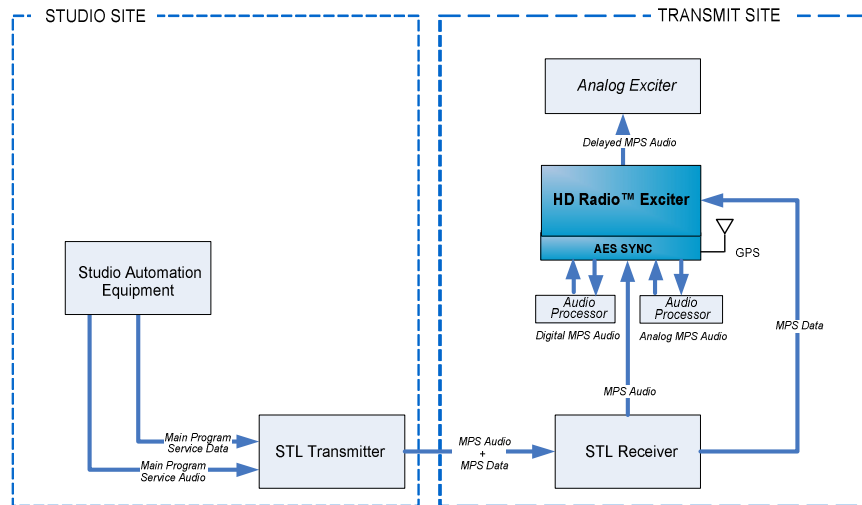 STUDIO SITE
TRANSMIT SITE
Analog Exciter
Delayed MPS Audio
HD Radio™ Exciter
AES SYNC
GPS
Studio Automation
Equipment
Audio
Processor
Audio
Processor
Digital MPS Audio
Analog MPS Audio
MPS Data
MPS Audio
Main Program
Service Data
Main Program
Service Audio
STL Transmitter
MPS Audio
+
MPS Data
STL Receiver